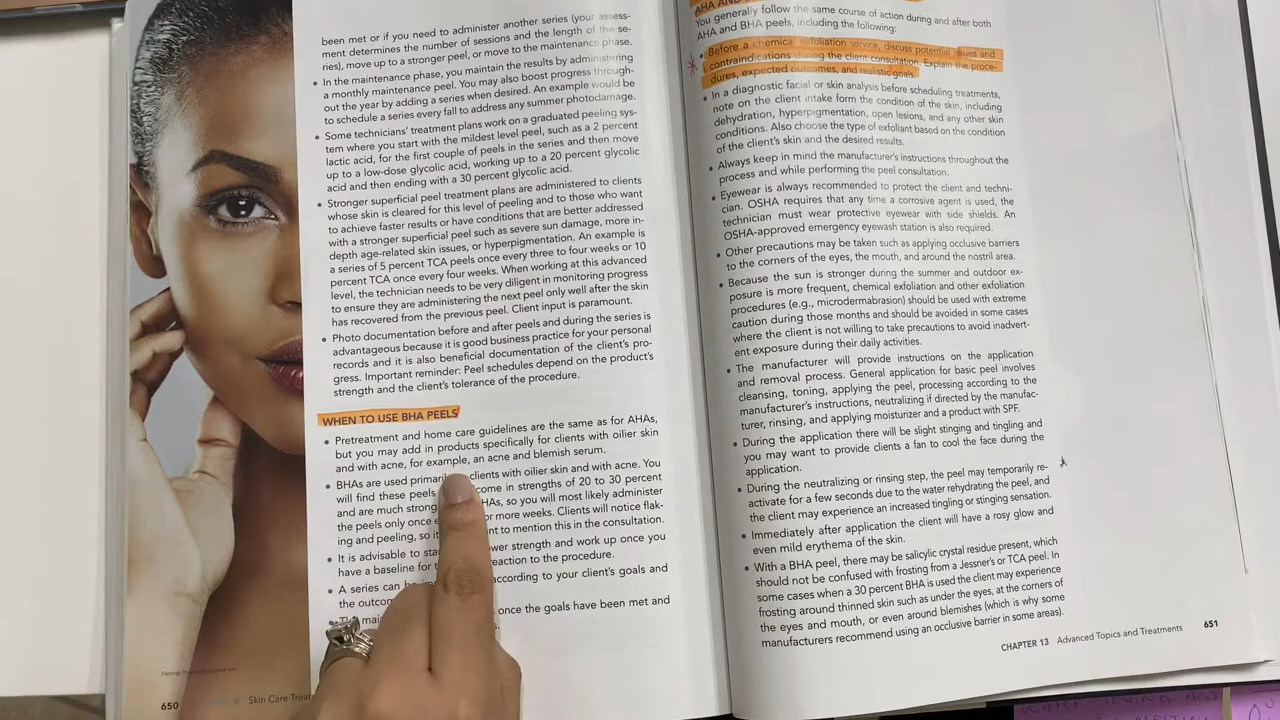 been met or if you need to administer another series (your assess-
ment determines the number of sessions and the length of the se-
ries), move up to a stronger peel, or move to the maintenance phase.
• In the maintenance phase, you maintain the results by administering
a monthly maintenance peel. You may also boost progress through-
out the year by adding a series when desired. An example would be
to schedule a series every fall to address any summer photodamage.
• Some technicians' treatment plans work on a graduated peeling sys-
tem where you start with the mildest level peel, such as a 2 percent
lactic acid, for the first couple of peels in the series and then move
up to a low-dose glycolic acid, working up to a 20 percent glycolic
acid and then ending with a 30 percent glycolic acid.
• Stronger superficial peel treatment plans are administered to clients
whose skin is cleared for this level of peeling and to those who want
to achieve faster results or have conditions that are better addressed
with a stronger superficial peel such as severe sun damage, more in-
depth age-related skin issues, or hyperpigmentation. An example is
a series of 5 percent TCA peels once every three to four weeks or 10
percent TCA once every four weeks. When working at this advanced
level, the technician needs to be very diligent in monitoring progress
to ensure they are administering the next peel only well after the skin
has recovered from the previous peel. Client input is paramount.
• Photo documentation before and after peels and during the series is
advantageous because it is good business practice for your personal
records and it is also beneficial documentation of the client's pro-
gress. Important reminder: Peel schedules depend on the product's
strength and the client's tolerance of the procedure.
WHEN TO USE BHA PEELS
• Pretreatment and home care guidelines are the same as for AHAs,
but you may add in products specifically for clients with oilier skin
and with acne, for example, an acne and blemish serum.
• BHAs are used primarily clients with oilier skin and with acne. You
will find these peels come in strengths of 20 to 30 percent
and are much strong HAs, so you will most likely administer
the peels only once or more weeks. Clients will notice flak-
ing and peeling, so it nt to mention this in the consultation.
• It is advisable to wer strength and work up once you
have a baseline for reaction to the procedure.
• A series can according to your client's goals and
the outcom
once the goals have been met and
650 Skin Care Treat
AHA AND
You generally follow the same course of action during and after both
AHA and BHA peels, including the following:
• Before a chemical exfoliation service, discuss potential issues and
contraindications during the client consultation. Explain the proce-
dures, expected outcomes, and realistic goals.
• In a diagnostic facial or skin analysis before scheduling treatments,
note on the client intake form the condition of the skin, including
dehydration, hyperpigmentation, open lesions, and any other skin
conditions. Also choose the type of exfoliant based on the condition
of the client's skin and the desired results.
• Always keep in mind the manufacturer's instructions throughout the
process and while performing the peel consultation.
• Eyewear is always recommended to protect the client and techni-
cian. OSHA requires that any time a corrosive agent is used, the
technician must wear protective eyewear with side shields. An
OSHA-approved emergency eyewash station is also required.
• Other precautions may be taken such as applying occlusive barriers
to the corners of the eyes, the mouth, and around the nostril area.
• Because the sun is stronger during the summer and outdoor ex-
posure is more frequent, chemical exfoliation and other exfoliation
procedures (e.g., microdermabrasion) should be used with extreme
caution during those months and should be avoided in some cases
where the client is not willing to take precautions to avoid inadvert-
ent exposure during their daily activities.
• The manufacturer will provide instructions on the application
and removal process. General application for basic peel involves
cleansing, toning, applying the peel, processing according to the
manufacturer's instructions, neutralizing if directed by the manufac-
turer, rinsing, and applying moisturizer and a product with SPF.
• During the application there will be slight stinging and tingling and
you may want to provide clients a fan to cool the face during the
application.
• During the neutralizing or rinsing step, the peel may temporarily re-
activate for a few seconds due to the water rehydrating the peel, and
the client may experience an increased tingling or stinging sensation.
• Immediately after application the client will have a rosy glow and
even mild erythema of the skin.
• With a BHA peel, there may be salicylic crystal residue present, which
should not be confused with frosting from a Jessner's or TCA peel. In
some cases when a 30 percent BHA is used the client may experience
frosting around thinned skin such as under the eyes, at the corners of
the eyes and mouth, or even around blemishes (which is why some
manufacturers recommend using an occlusive barrier in some areas).
CHAPTER 13 Advanced Topics and Treatments 651